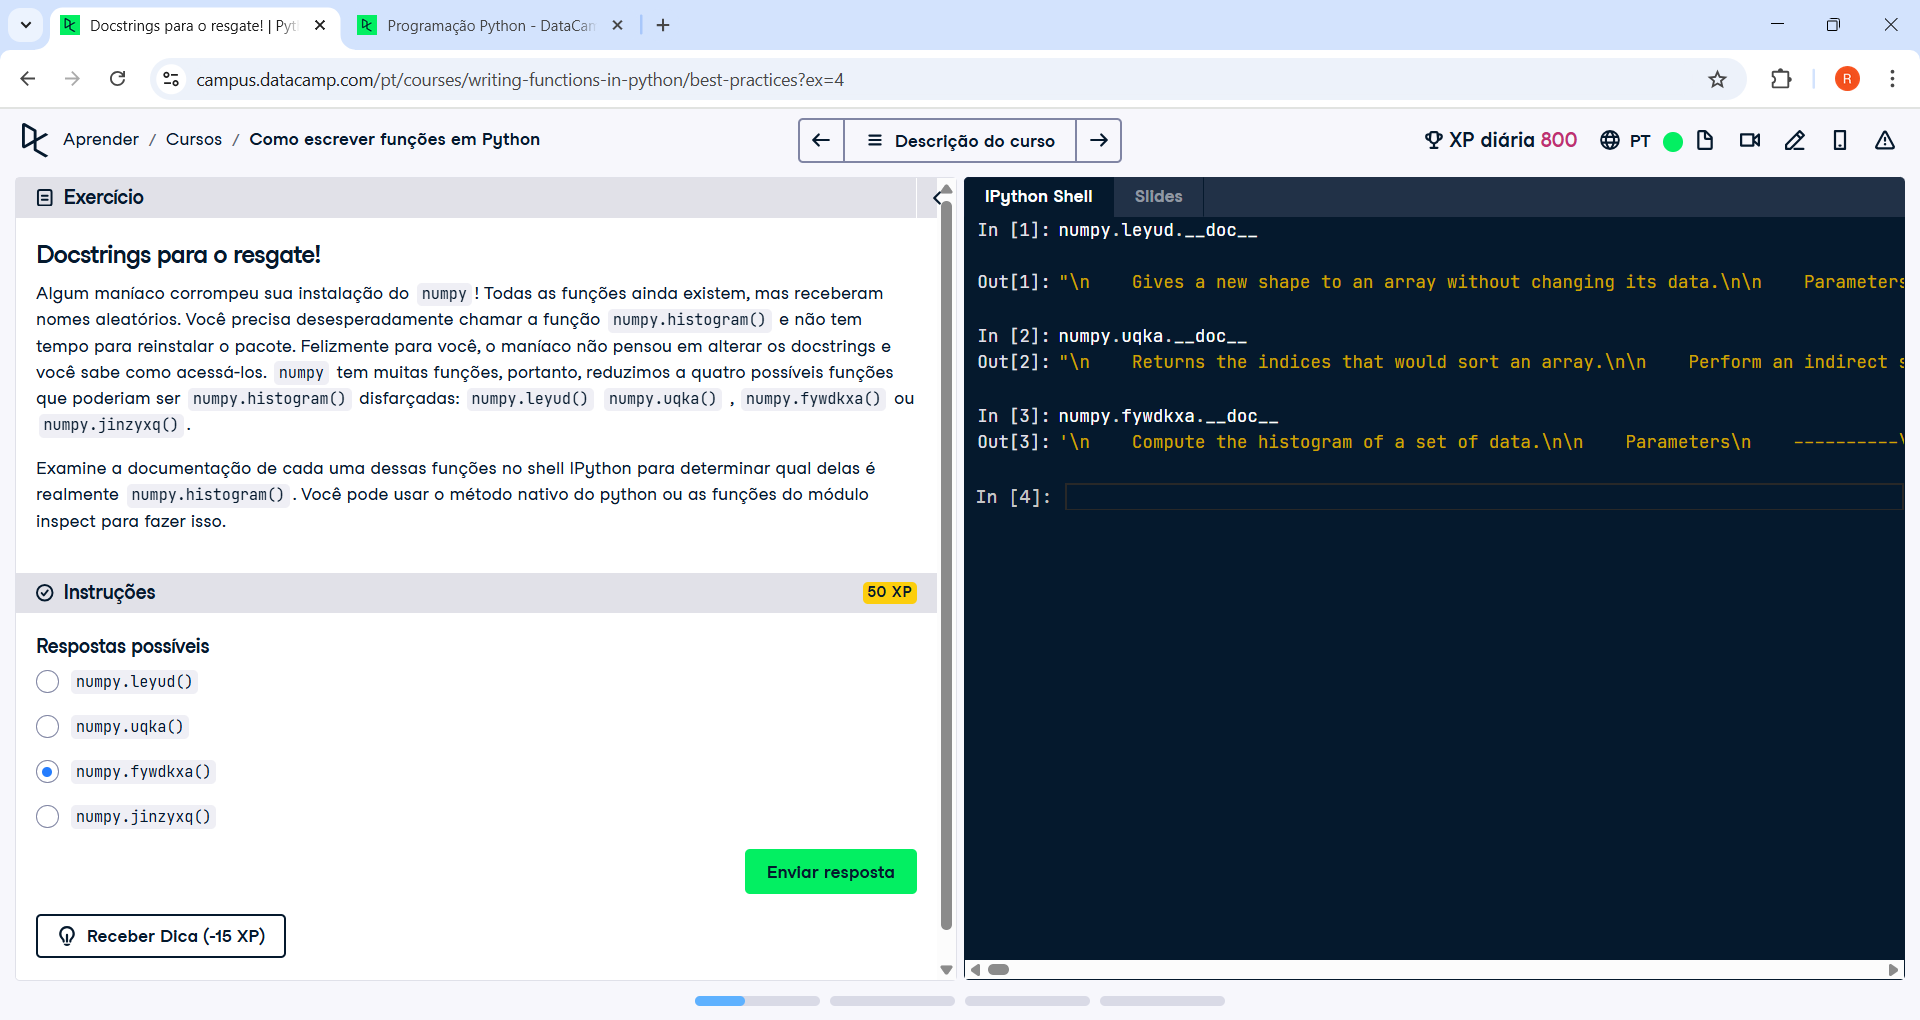 Docstrings para o resgate! | Pyt
Programação Python - DataCam
campus.datacamp.com/pt/courses/writing-functions-in-python/best-practices?ex=4
R
Aprender / Cursos / Como escrever funções em Python
Descrição do curso
XP diária 800
PT
Exercício
Docstrings para o resgate!
Algum maníaco corrompeu sua instalação do numpy ! Todas as funções ainda existem, mas receberam
nomes aleatórios. Você precisa desesperadamente chamar a função numpy.histogram() e não tem
tempo para reinstalar o pacote. Felizmente para você, o maníaco não pensou em alterar os docstrings e
você sabe como acessá-los. numpy tem muitas funções, portanto, reduzimos a quatro possíveis funções
que poderiam ser numpy.histogram() disfarçadas: numpy.leyud() numpy.uqka() , numpy.fywdkxa() ou
numpy.jinzyxq() .
Examine a documentação de cada uma dessas funções no shell IPython para determinar qual delas é
realmente numpy.histogram() . Você pode usar o método nativo do python ou as funções do módulo
inspect para fazer isso.
Instruções
50 XP
Respostas possíveis
numpy.leyud()
numpy.uqka()
numpy.fywdkxa()
numpy.jinzyxq()
Enviar resposta
Receber Dica (-15 XP)
IPython Shell
Slides
In [1]: numpy.leyud.__doc__
Out[1]: "\n    Gives a new shape to an array without changing its data.\n\n    Parameters
In [2]: numpy.uqka.__doc__
Out[2]: "\n    Returns the indices that would sort an array.\n\n    Perform an indirect s
In [3]: numpy.fywdkxa.__doc__
Out[3]: '\n    Compute the histogram of a set of data.\n\n    Parameters\n    ----------\
In [4]: